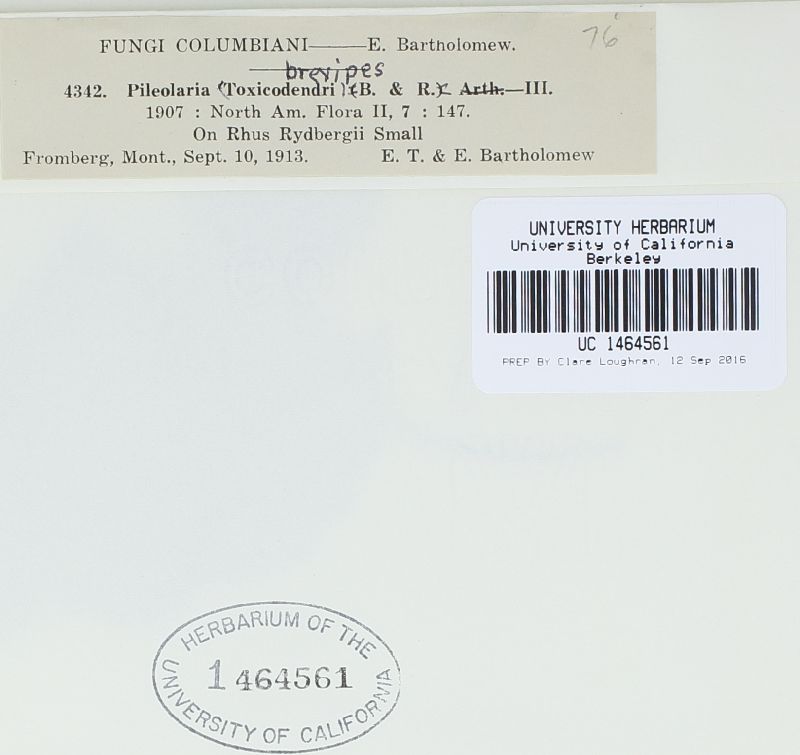 FUNGI COLUMBIANI——E. Bartholomew.
76
brevipes
4342. Pileolaria (Toxicodendri) (B. & R.) Arth.—III.
1907 : North Am. Flora II, 7 : 147.
On Rhus Rydbergii Small
Fromberg, Mont., Sept. 10, 1913. E. T. & E. Bartholomew
UNIVERSITY HERBARIUM
University of California
Berkeley
UC 1464561
PREP BY Clare Loughran, 12 Sep 2016
HERBARIUM OF THE
1464561
UNIVERSITY OF CALIFORNIA